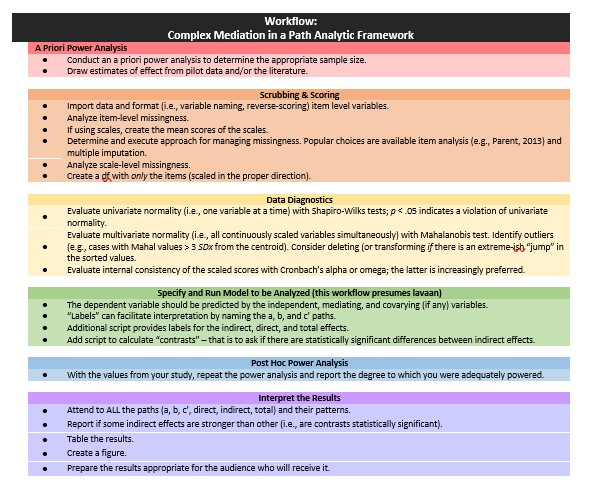 Workflow:
Complex Mediation in a Path Analytic Framework
A Priori Power Analysis
● Conduct an a priori power analysis to determine the appropriate sample size.
● Draw estimates of effect from pilot data and/or the literature.
Scrubbing & Scoring
● Import data and format (i.e., variable naming, reverse-scoring) item level variables.
● Analyze item-level missingness.
● If using scales, create the mean scores of the scales.
● Determine and execute approach for managing missingness. Popular choices are available item analysis (e.g., Parent, 2013) and
multiple imputation.
● Analyze scale-level missingness.
● Create a df with only the items (scaled in the proper direction).
Data Diagnostics
● Evaluate univariate normality (i.e., one variable at a time) with Shapiro-Wilks tests; p < .05 indicates a violation of univariate
normality.
● Evaluate multivariate normality (i.e., all continuously scaled variables simultaneously) with Mahalanobis test. Identify outliers
(e.g., cases with Mahal values > 3 SDx from the centroid). Consider deleting (or transforming if there is an extreme-ish "jump" in
the sorted values.
● Evaluate internal consistency of the scaled scores with Cronbach's alpha or omega; the latter is increasingly preferred.
Specify and Run Model to be Analyzed (this workflow presumes lavaan)
● The dependent variable should be predicted by the independent, mediating, and covarying (if any) variables.
● "Labels" can facilitate interpretation by naming the a, b, and c' paths.
● Additional script provides labels for the indirect, direct, and total effects.
● Add script to calculate "contrasts" – that is to ask if there are statistically significant differences between indirect effects.
Post Hoc Power Analysis
● With the values from your study, repeat the power analysis and report the degree to which you were adequately powered.
Interpret the Results
● Attend to ALL the paths (a, b, c', direct, indirect, total) and their patterns.
● Report if some indirect effects are stronger than other (i.e., are contrasts statistically significant).
● Table the results.
● Create a figure.
● Prepare the results appropriate for the audience who will receive it.